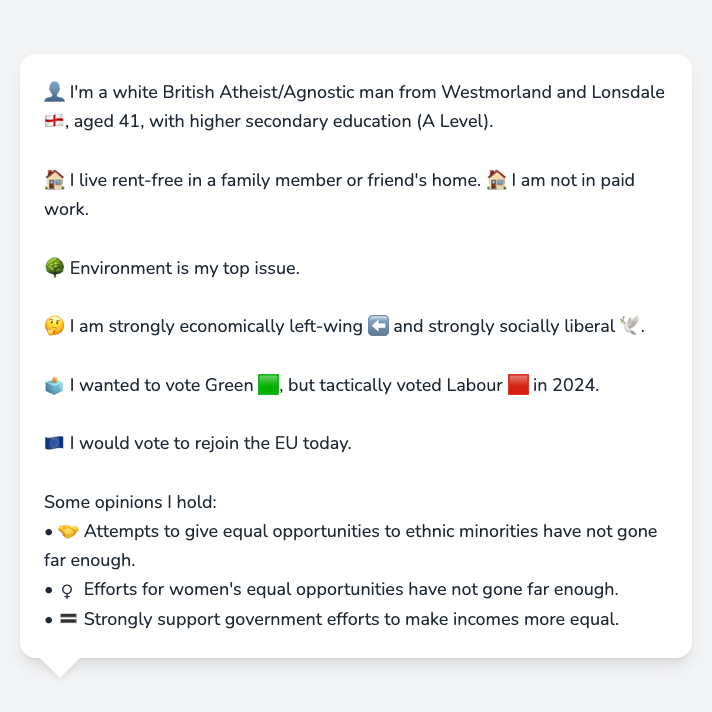 👤 I'm a white British Atheist/Agnostic man from Westmorland and Lonsdale
🏴󠁧󠁢󠁥󠁮󠁧󠁿, aged 41, with higher secondary education (A Level).
🏠 I live rent-free in a family member or friend's home. 🏠 I am not in paid
work.
🌳 Environment is my top issue.
🤔 I am strongly economically left-wing ⬅️ and strongly socially liberal 🕊️.
🗳️ I wanted to vote Green 🟩, but tactically voted Labour 🟥 in 2024.
🇪🇺 I would vote to rejoin the EU today.
Some opinions I hold:
• 🤝 Attempts to give equal opportunities to ethnic minorities have not gone
far enough.
• ♀ Efforts for women's equal opportunities have not gone far enough.
• 🟰 Strongly support government efforts to make incomes more equal.